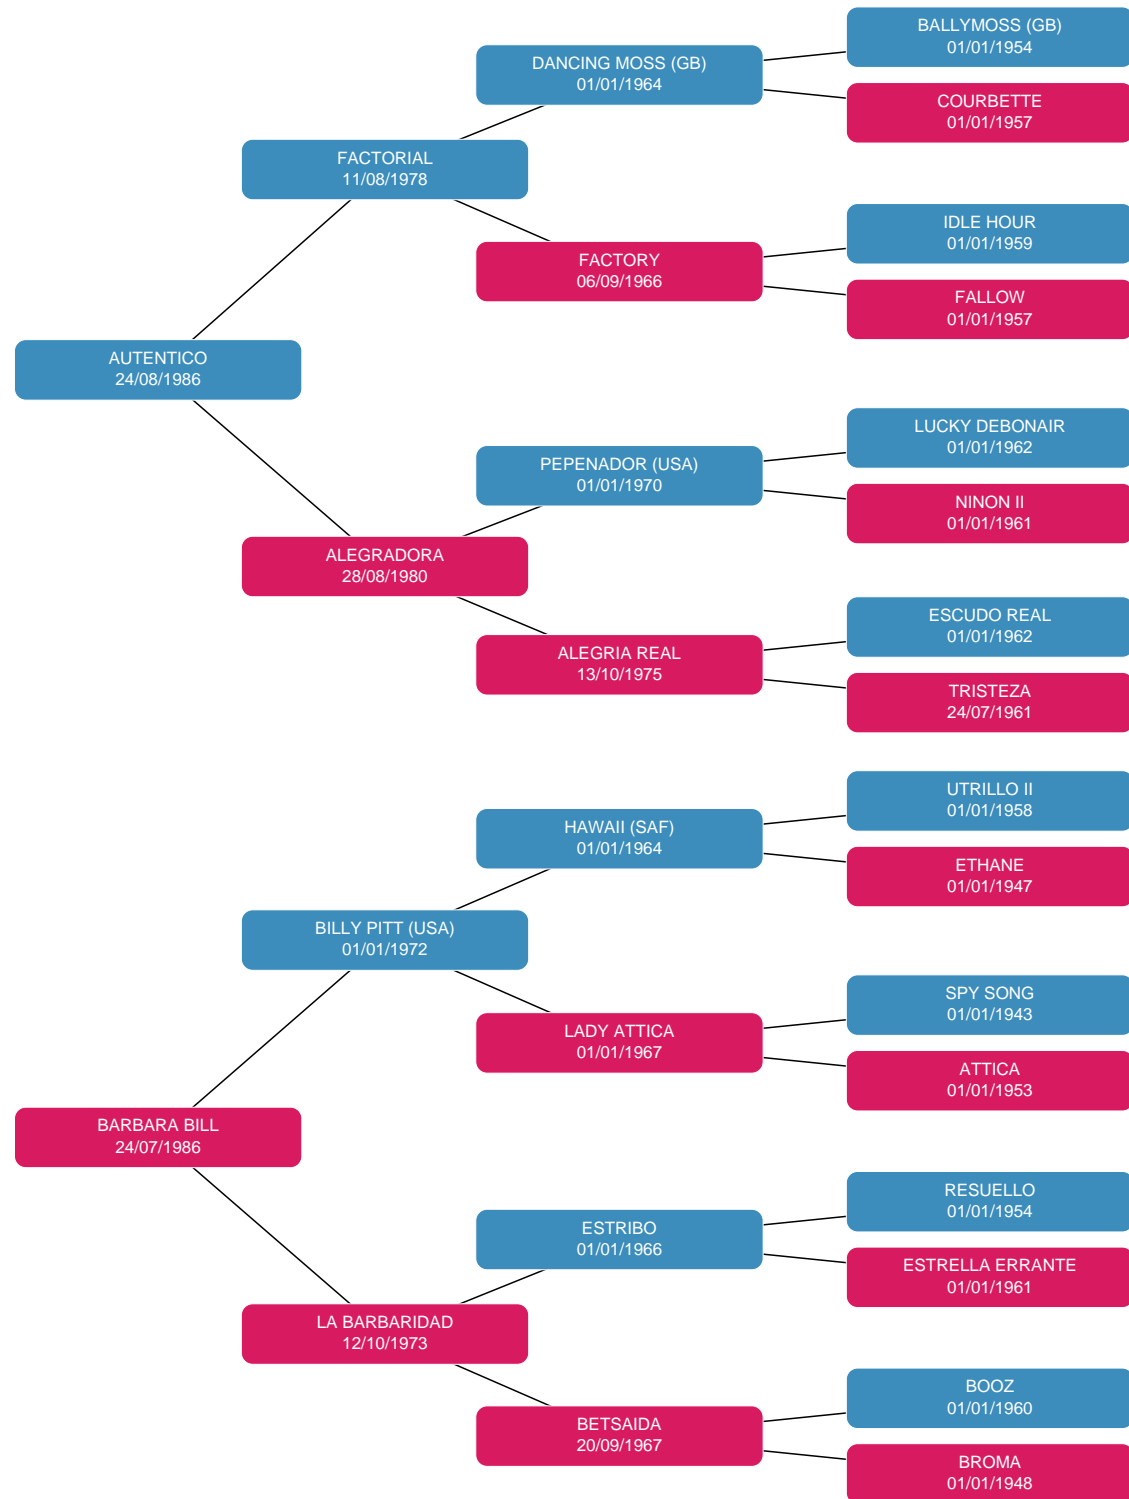 BALLYMOSS (GB)
01/01/1954
DANCING MOSS (GB)
01/01/1964
COURBETTE
01/01/1957
FACTORIAL
11/08/1978
IDLE HOUR
01/01/1959
FACTORY
06/09/1966
FALLOW
01/01/1957
AUTENTICO
24/08/1986
LUCKY DEBONAIR
01/01/1962
PEPENADOR (USA)
01/01/1970
NINON II
01/01/1961
ALEGRADORA
28/08/1980
ESCUDO REAL
01/01/1962
ALEGRIA REAL
13/10/1975
TRISTEZA
24/07/1961
UTRILLO II
01/01/1958
HAWAII (SAF)
01/01/1964
ETHANE
01/01/1947
BILLY PITT (USA)
01/01/1972
SPY SONG
01/01/1943
LADY ATTICA
01/01/1967
ATTICA
01/01/1953
BARBARA BILL
24/07/1986
RESUELLO
01/01/1954
ESTRIBO
01/01/1966
ESTRELLA ERRANTE
01/01/1961
LA BARBARIDAD
12/10/1973
BOOZ
01/01/1960
BETSAIDA
20/09/1967
BROMA
01/01/1948